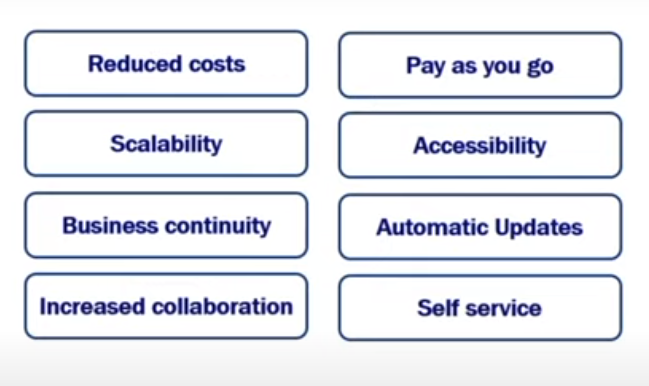 Reduced costs
Pay as you go
Scalability
Accessibility
Business continuity
Automatic Updates
Increased collaboration
Self service